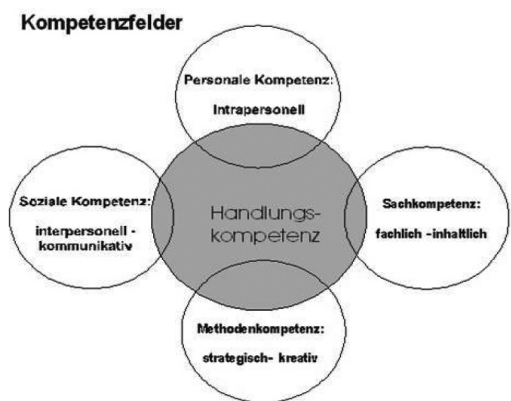 Kompetenzfelder
Personale Kompetenz:
Intrapersonell
Soziale Kompetenz:
interpersonell -
kommunikativ
Handlungs-
kompetenz
Sachkompetenz:
fachlich -inhaltlich
Methodenkompetenz:
strategisch- kreativ